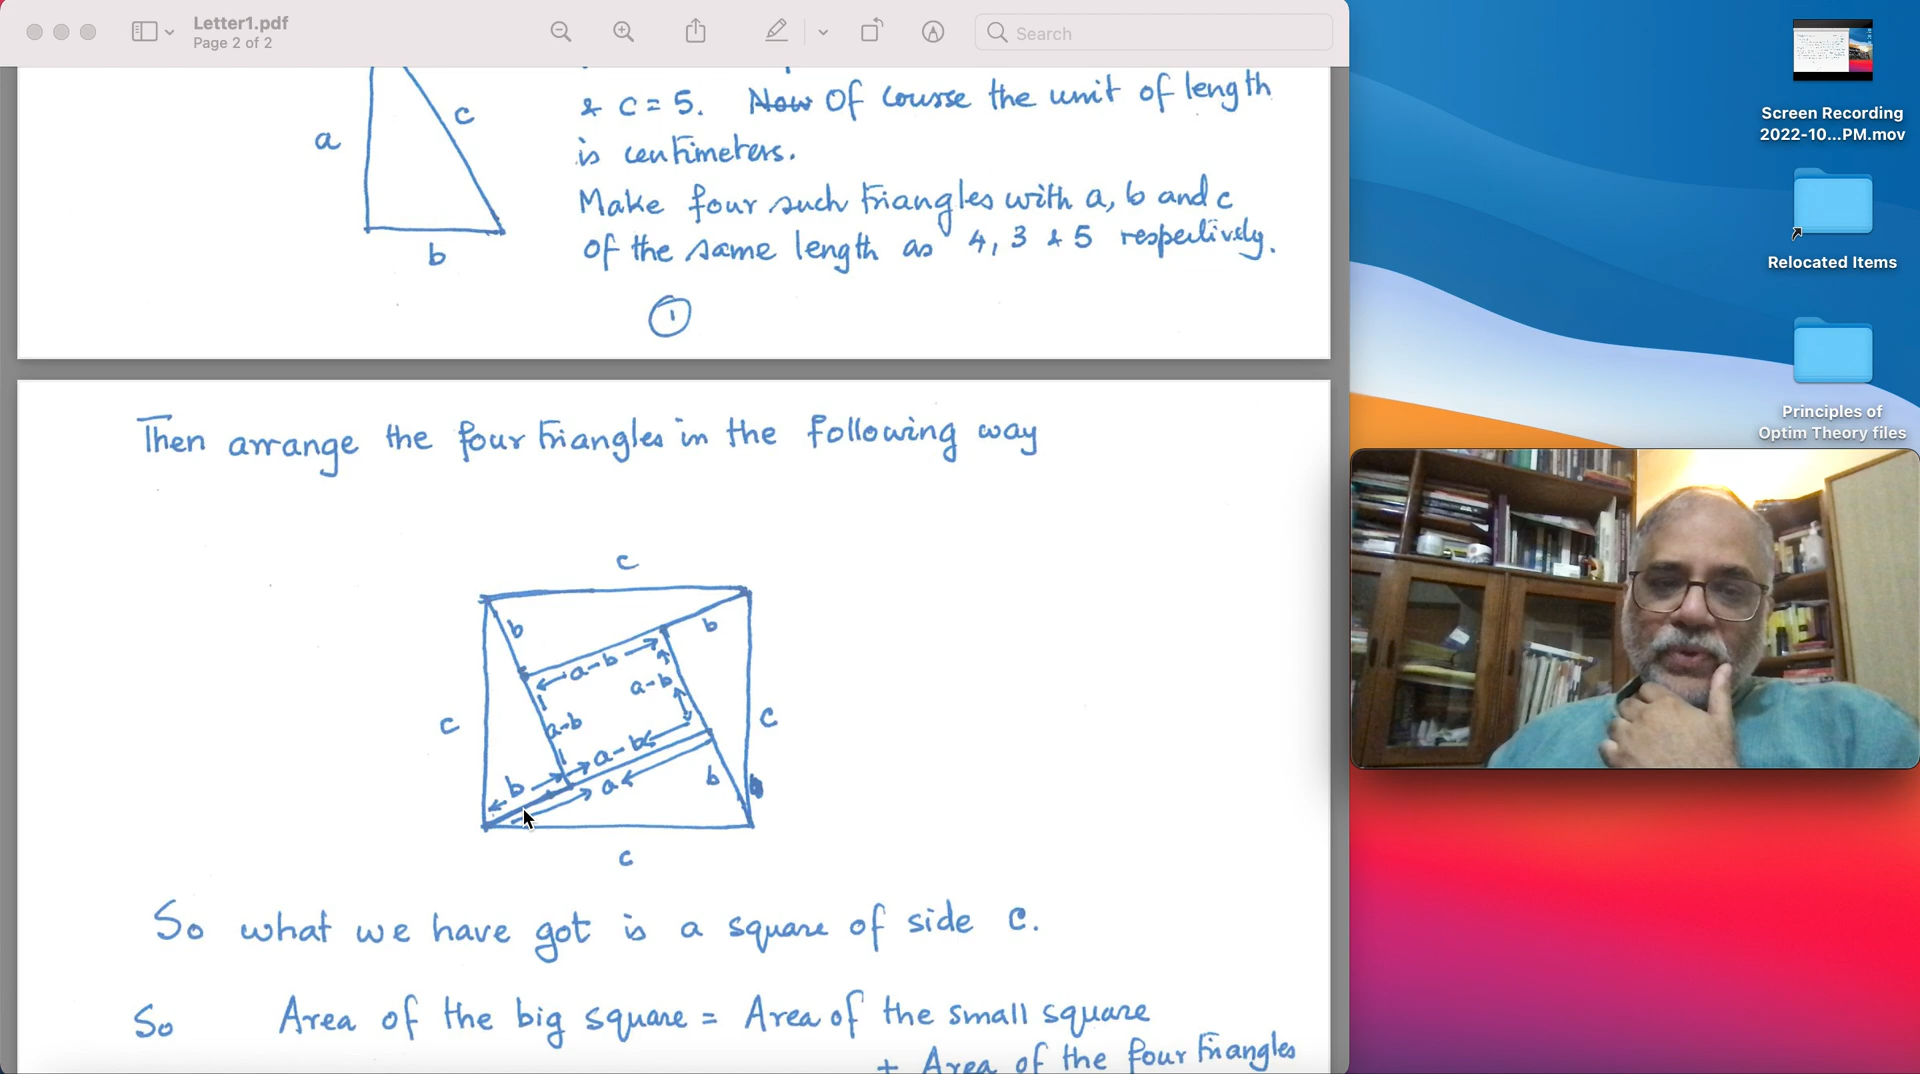 Letter1.pdf
Page 2 of 2
Search
& c = 5. Now Of course the unit of length
is centimeters.
Make four such triangles with a, b and c
of the same length as 4, 3 & 5 respectively.
a
c
b
1
Then arrange the four triangles in the following way
c
b
b
a-b
a-b
c
a-b
c
a-b
b
a
b
c
So what we have got is a square of side c.
So Area of the big square = Area of the small square
+ Area of the four triangles
Screen Recording
2022-10...PM.mov
Relocated Items
Principles of
Optim Theory files